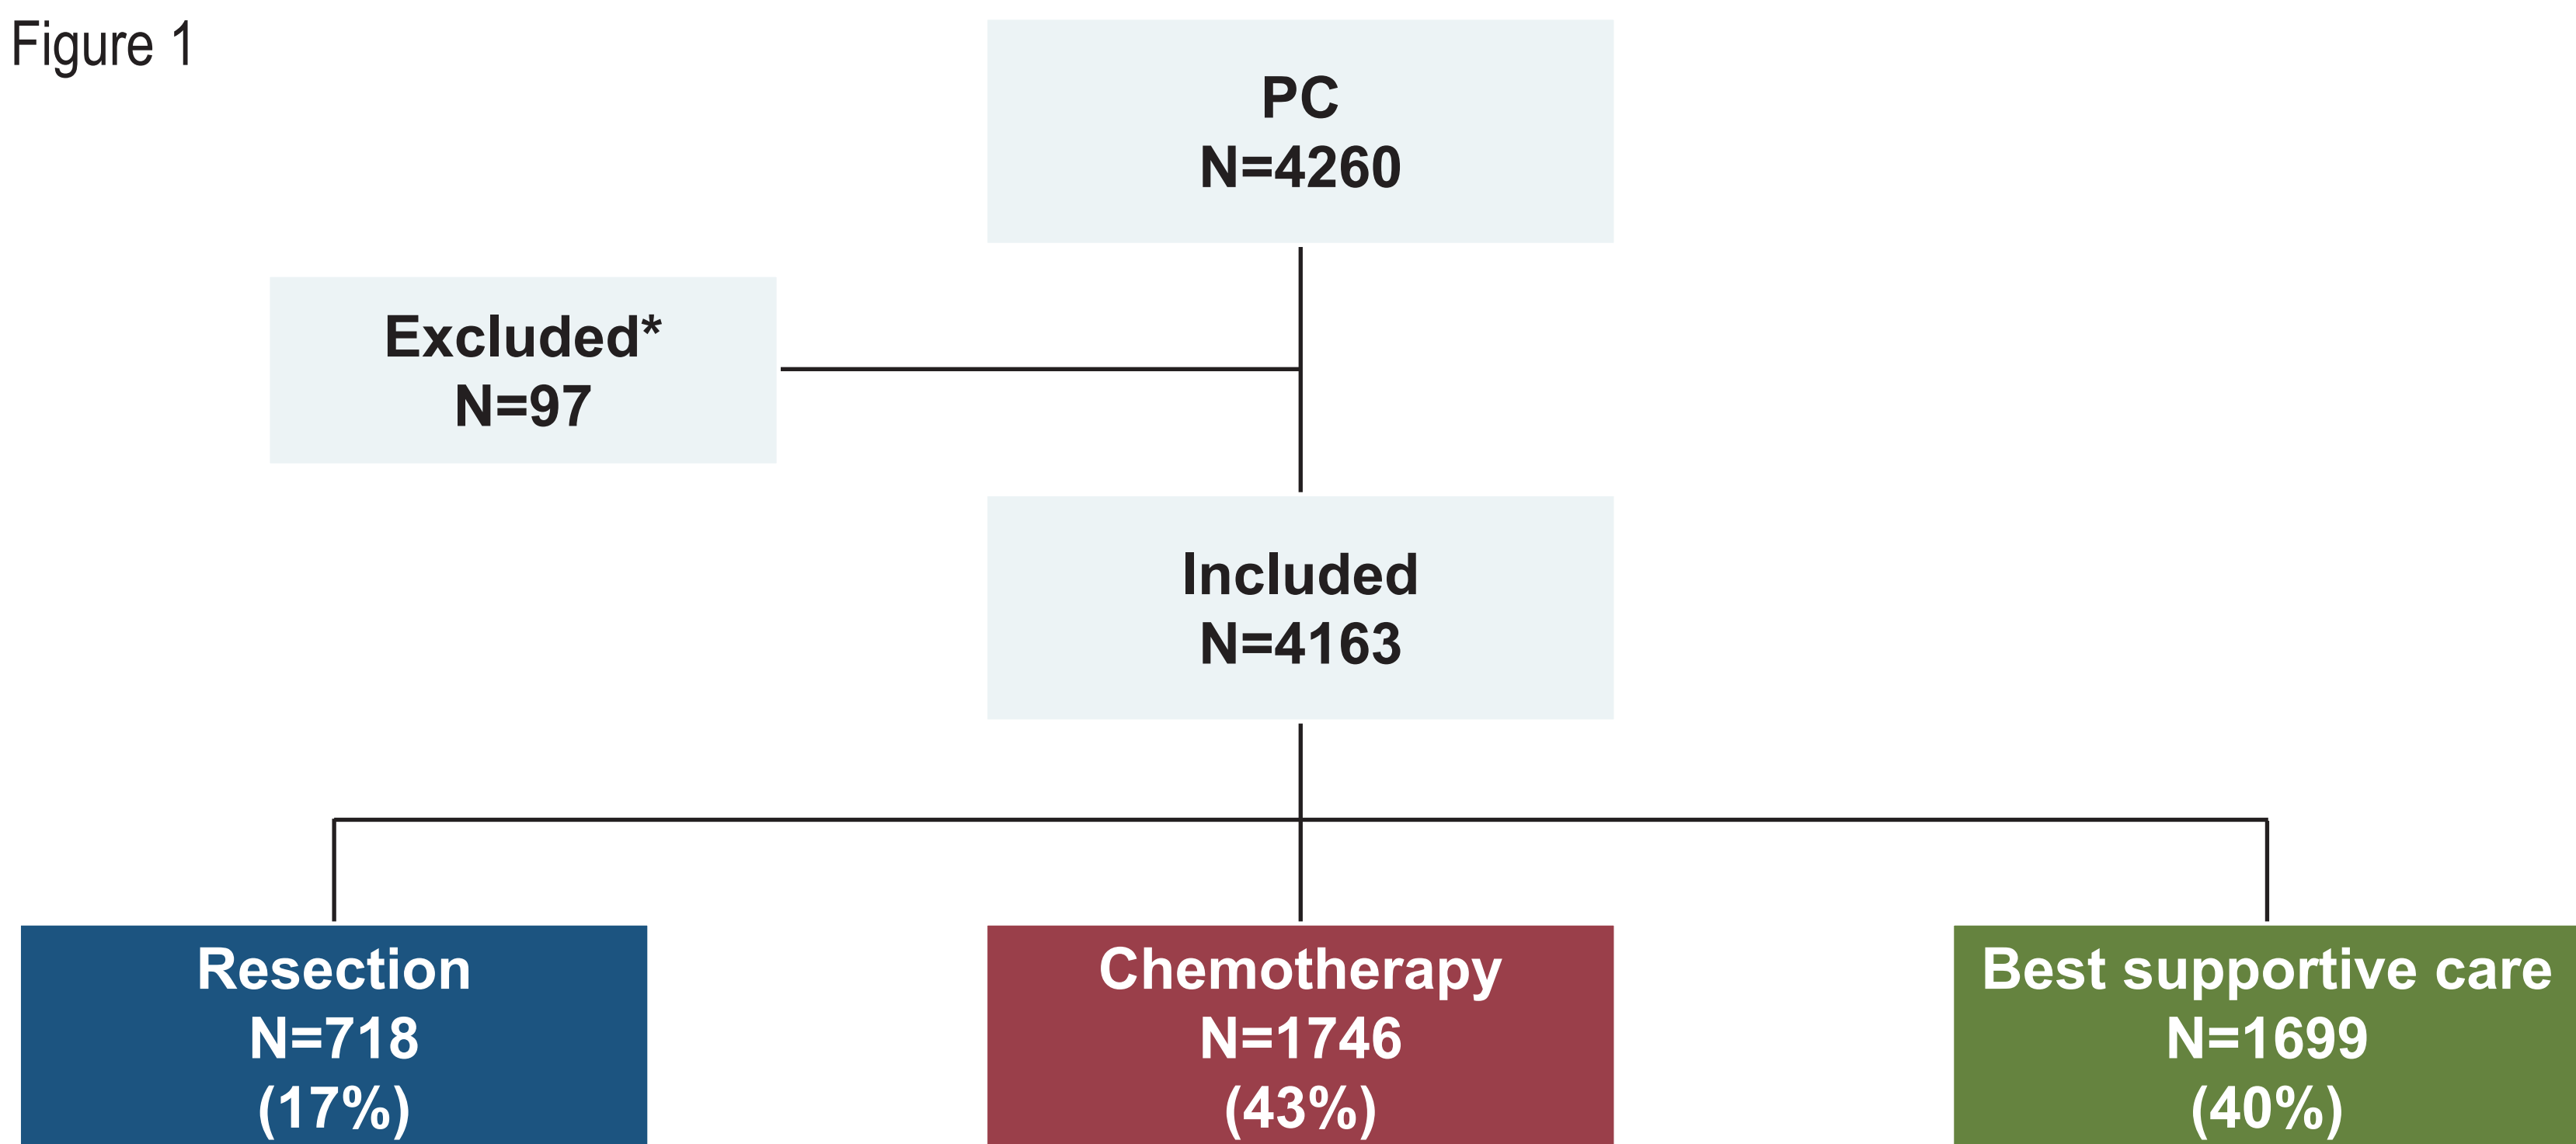 Figure 1
PC
N=4260
Excluded*
N=97
Included
N=4163
Resection
N=718
(17%)
Chemotherapy
N=1746
(43%)
Best supportive care
N=1699
(40%)